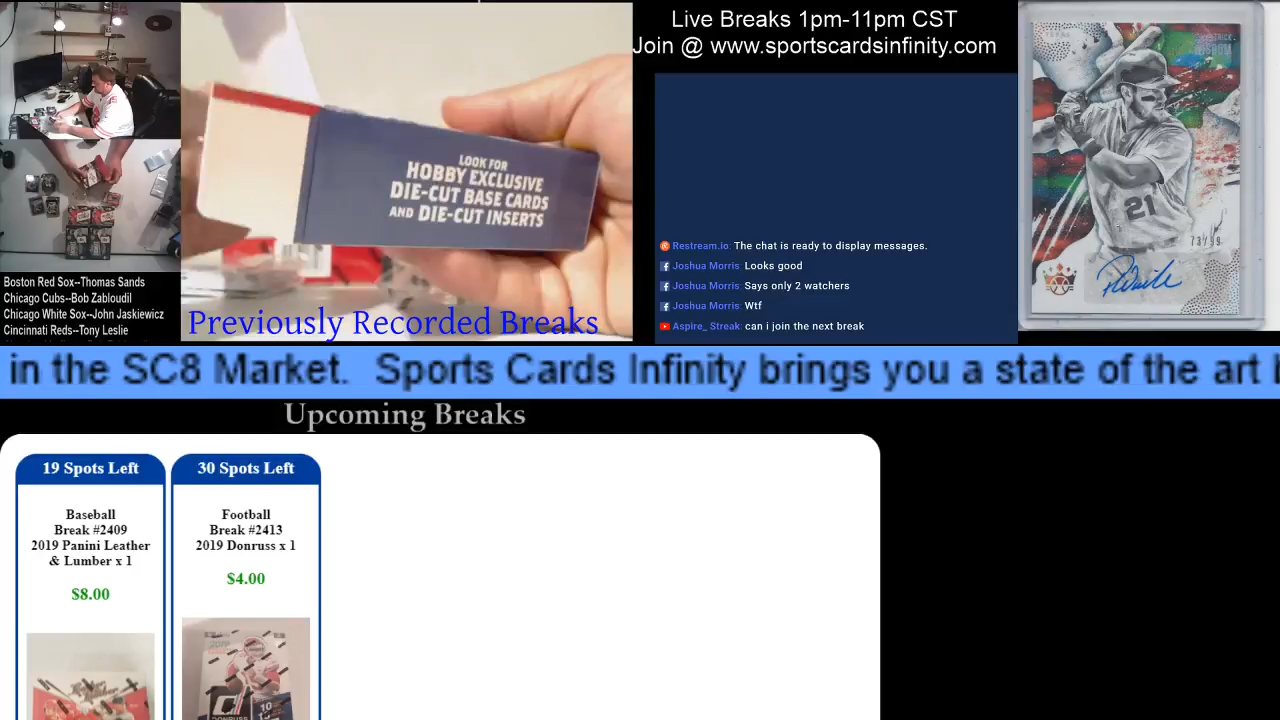 Live Breaks 1pm-11pm CST
Join @ www.sportscardsinfinity.com
LOOK FOR
HOBBY EXCLUSIVE
DIE-CUT BASE CARDS
AND DIE-CUT INSERTS
Previously Recorded Breaks
Boston Red Sox--Thomas Sands
Chicago Cubs--Bob Zabloudil
Chicago White Sox--John Jaskiewicz
Cincinnati Reds--Tony Leslie
Restream.io: The chat is ready to display messages.
Joshua Morris: Looks good
Joshua Morris: Says only 2 watchers
Joshua Morris: Wtf
Aspire_ Streak: can i join the next break
21
73/99
in the SC8 Market. Sports Cards Infinity brings you a state of the art
Upcoming Breaks
19 Spots Left
Baseball
Break #2409
2019 Panini Leather
& Lumber x 1
$8.00
30 Spots Left
Football
Break #2413
2019 Donruss x 1
$4.00
DONRUSS
10